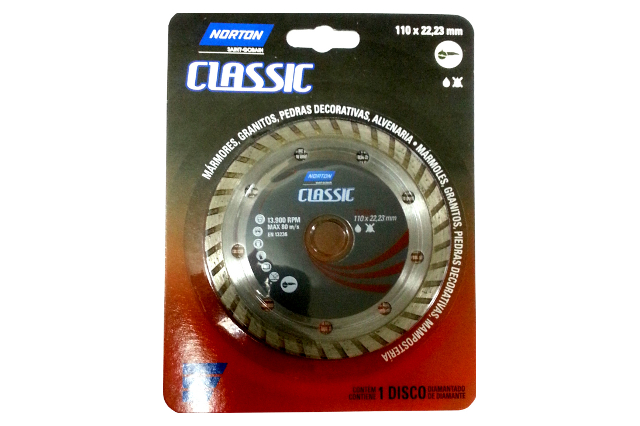 NORTON
SAINT-GOBAIN
CLASSIC
110 x 22,23 mm
MÁRMORES, GRANITOS, PEDRAS DECORATIVAS, ALVENARIA • MÁRMOLES, GRANITOS, PIEDRAS DECORATIVAS, MAMPOSTERIA
NORTON
CLASSIC
110 x 22,23 mm
13.900 RPM
MAX 80 m/s
EN 13236
NORTON
CONTÉM
CONTIENE
1 DISCO
DIAMANTADO
DE DIAMANTE